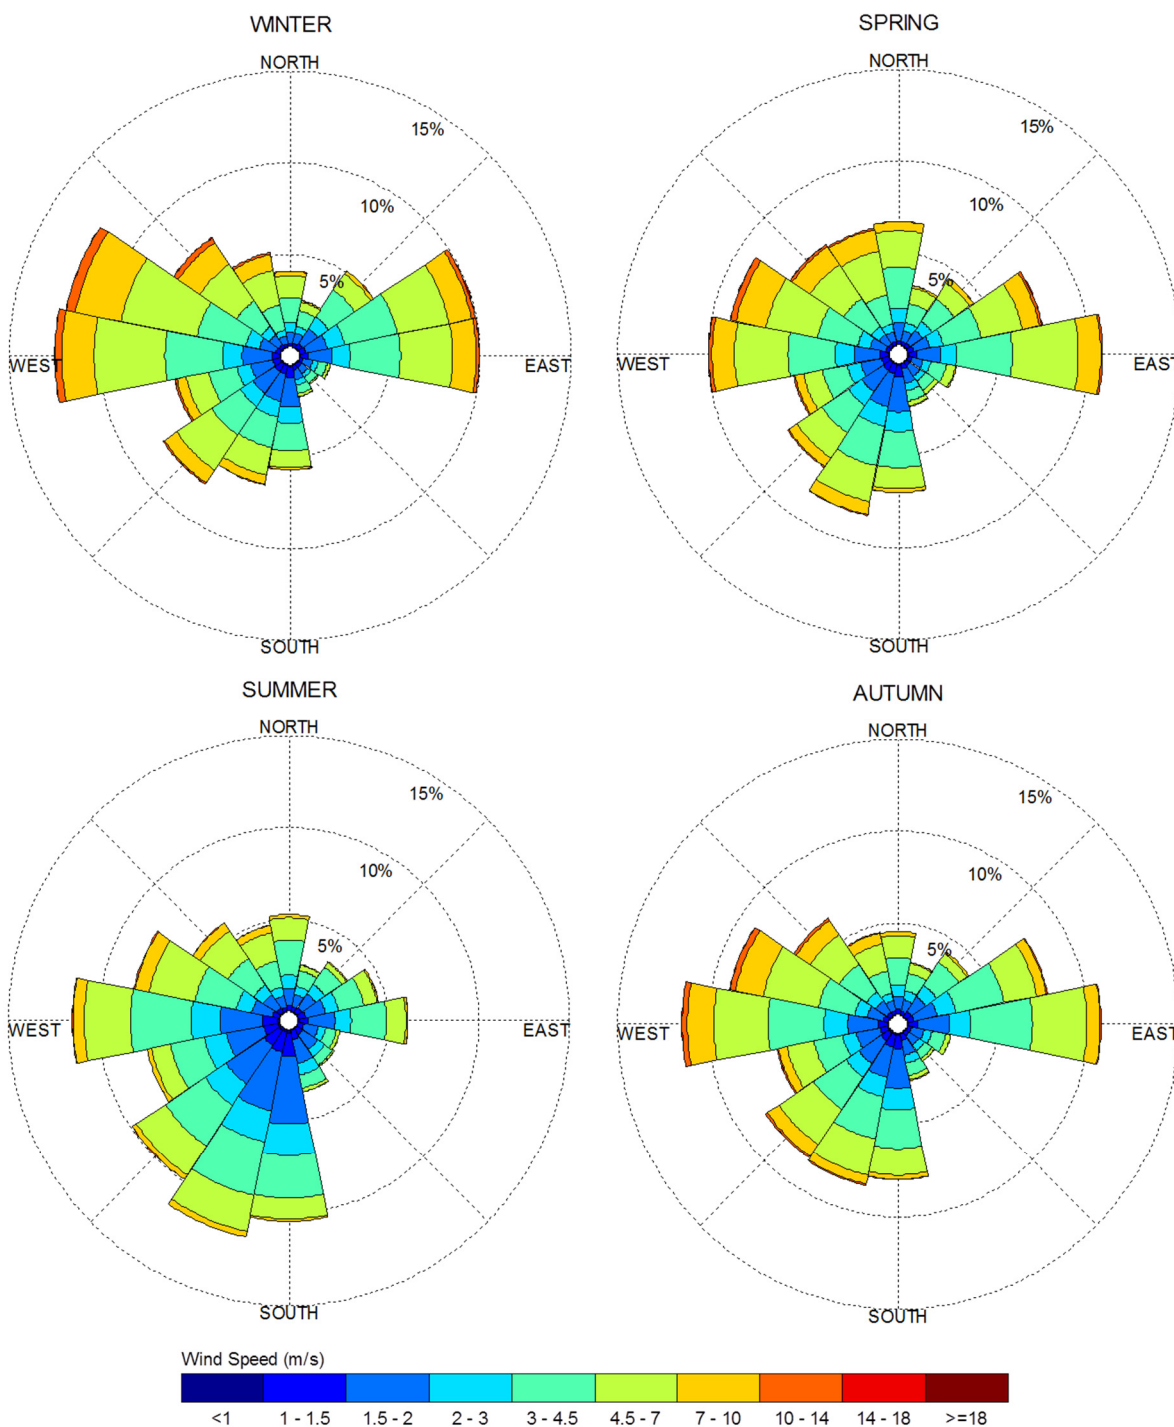 WINTER
SPRING
NORTH
NORTH
15%
15%
10%
10%
5%
5%
WEST
EAST
WEST
EAST
SOUTH
SOUTH
SUMMER
AUTUMN
NORTH
NORTH
15%
15%
10%
10%
5%
5%
WEST
EAST
WEST
EAST
SOUTH
SOUTH
Wind Speed (m/s)
<1 1 - 1.5 1.5 - 2 2 - 3 3 - 4.5 4.5 - 7 7 - 10 10 - 14 14 - 18 >=18